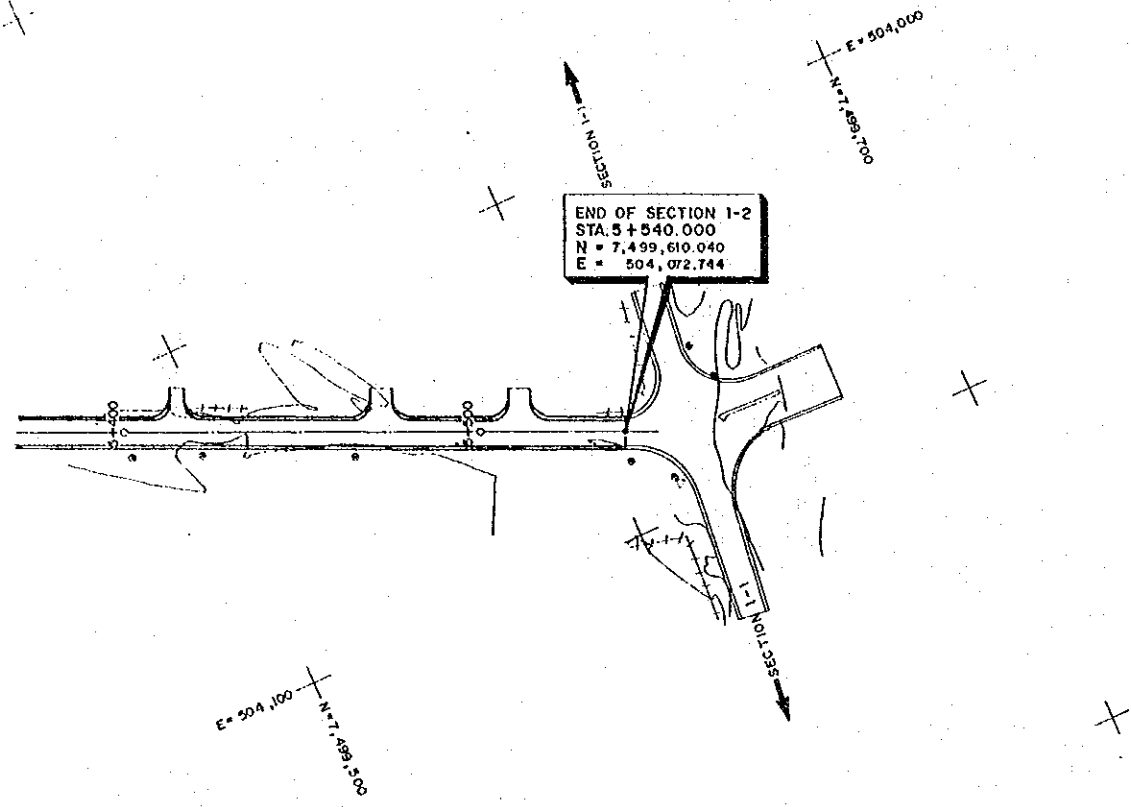 E = 504,000
N = 7,499,700
SECTION 1-1
END OF SECTION 1-2
STA. 5+540.000
N = 7,499,610.040
E = 504,072.744
SECTION 1-1
E = 504,100
N = 7,499,500